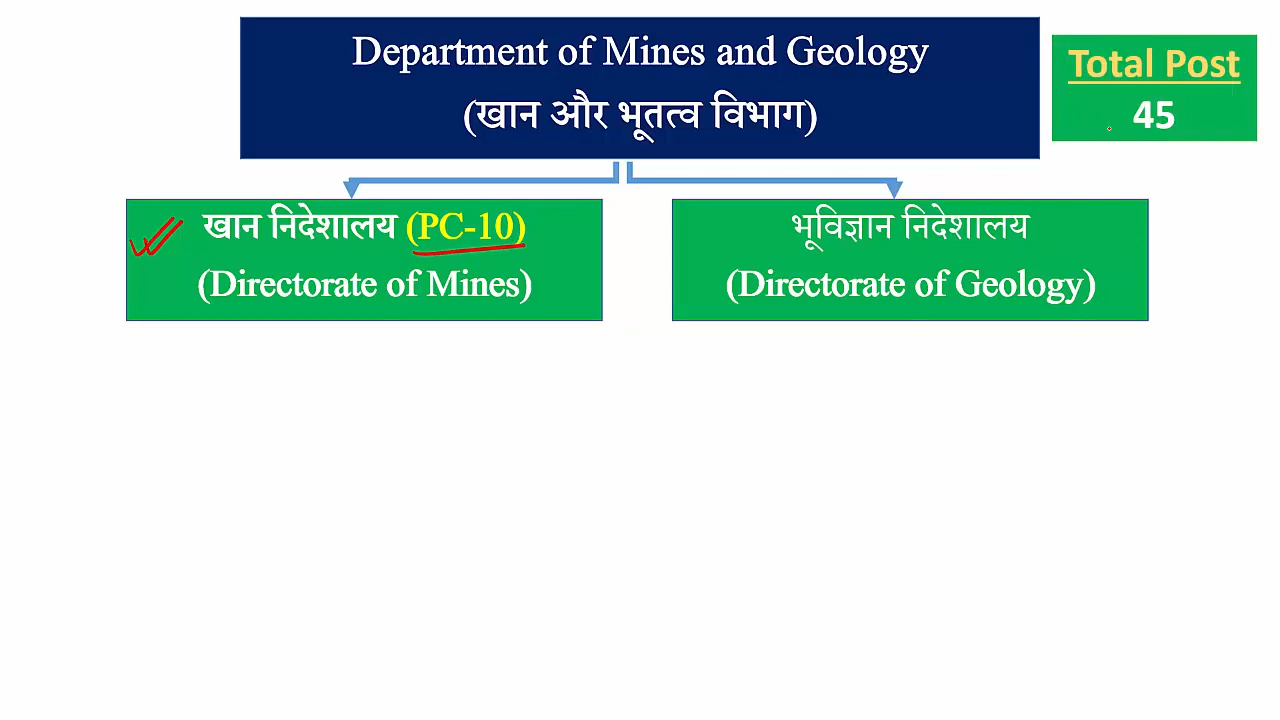 Department of Mines and Geology
(खान और भूतत्व विभाग)
Total Post
45
खान निदेशालय (PC-10)
(Directorate of Mines)
भूविज्ञान निदेशालय
(Directorate of Geology)